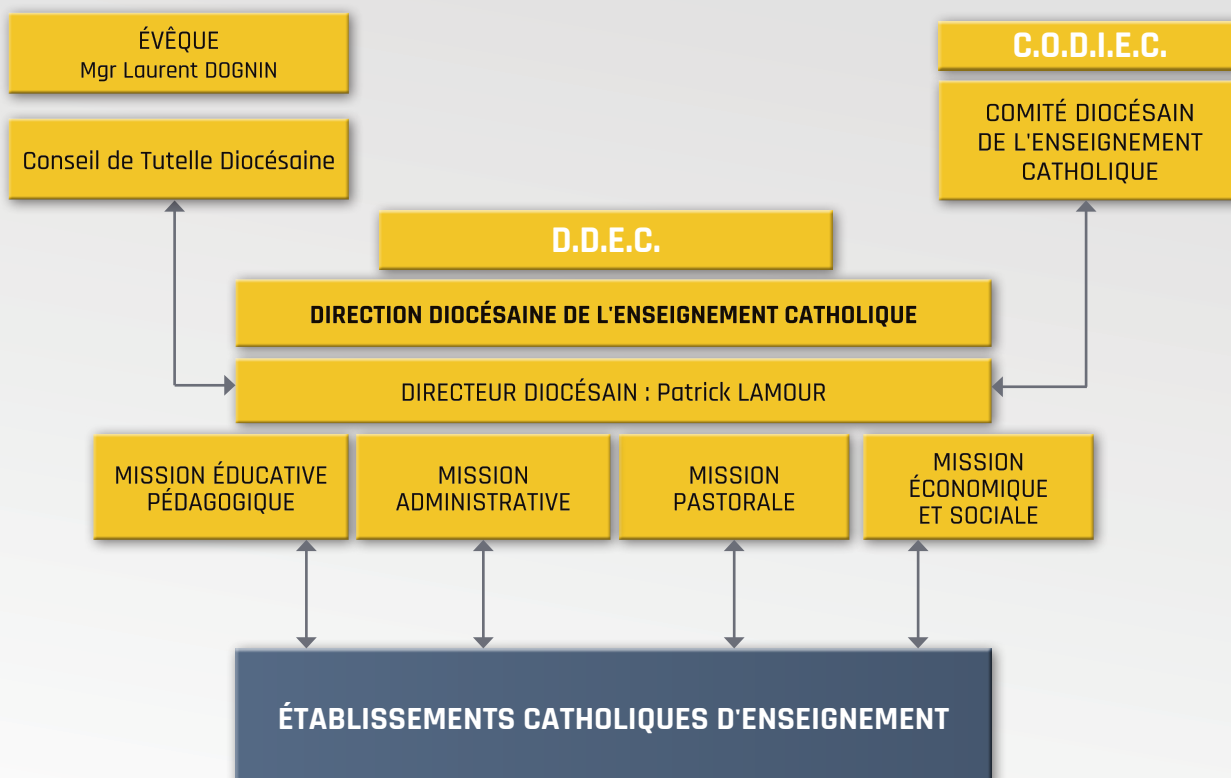 ÉVÊQUE
Mgr Laurent DOGNIN
Conseil de Tutelle Diocésaine
C.O.D.I.E.C.
COMITÉ DIOCÉSAIN
DE L'ENSEIGNEMENT
CATHOLIQUE
D.D.E.C.
DIRECTION DIOCÉSAINE DE L'ENSEIGNEMENT CATHOLIQUE
DIRECTEUR DIOCÉSAIN : Patrick LAMOUR
MISSION ÉDUCATIVE
PÉDAGOGIQUE
MISSION
ADMINISTRATIVE
MISSION
PASTORALE
MISSION
ÉCONOMIQUE
ET SOCIALE
ÉTABLISSEMENTS CATHOLIQUES D'ENSEIGNEMENT